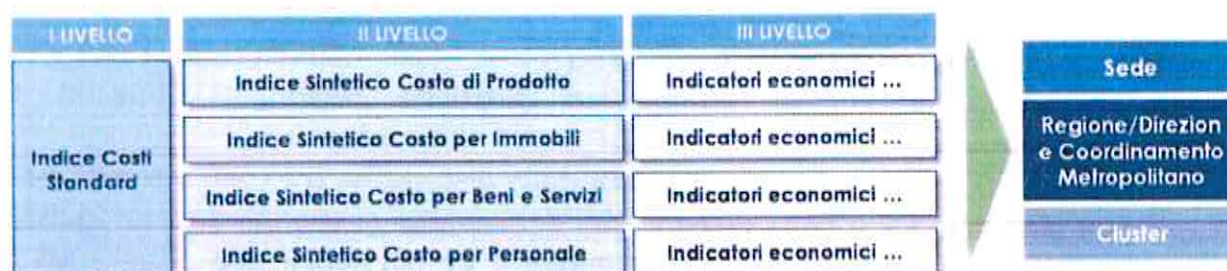 I LIVELLO
II LIVELLO
III LIVELLO
Indice Costi
Standard
Indice Sintetico Costo di Prodotto
Indicatori economici ...
Indice Sintetico Costo per Immobili
Indicatori economici ...
Indice Sintetico Costo per Beni e Servizi
Indicatori economici ...
Indice Sintetico Costo per Personale
Indicatori economici ...
Sede
Regione/Direzion
e Coordinamento
Metropolitano
Cluster